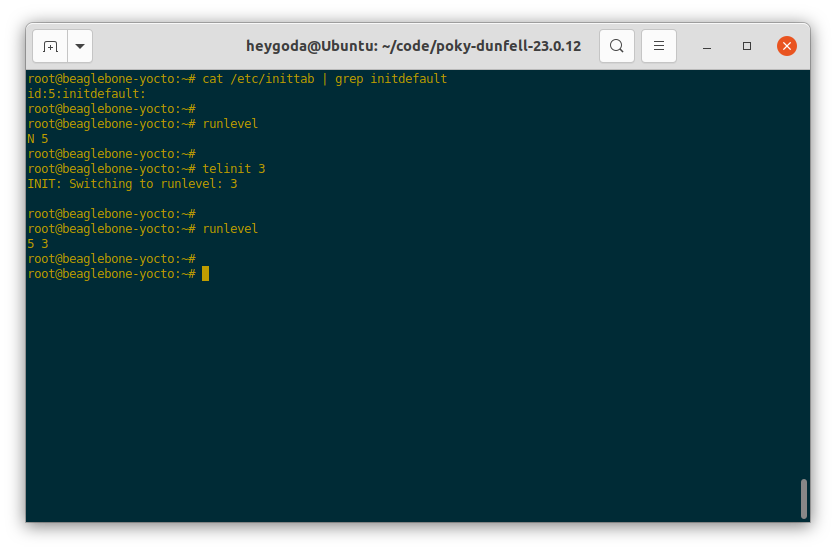 heygoda@Ubuntu: ~/code/poky-dunfell-23.0.12
root@beaglebone-yocto:~# cat /etc/inittab | grep initdefault
id:5:initdefault:
root@beaglebone-yocto:~#
root@beaglebone-yocto:~# runlevel
N 5
root@beaglebone-yocto:~#
root@beaglebone-yocto:~# telinit 3
INIT: Switching to runlevel: 3
root@beaglebone-yocto:~#
root@beaglebone-yocto:~# runlevel
5 3
root@beaglebone-yocto:~#
root@beaglebone-yocto:~#